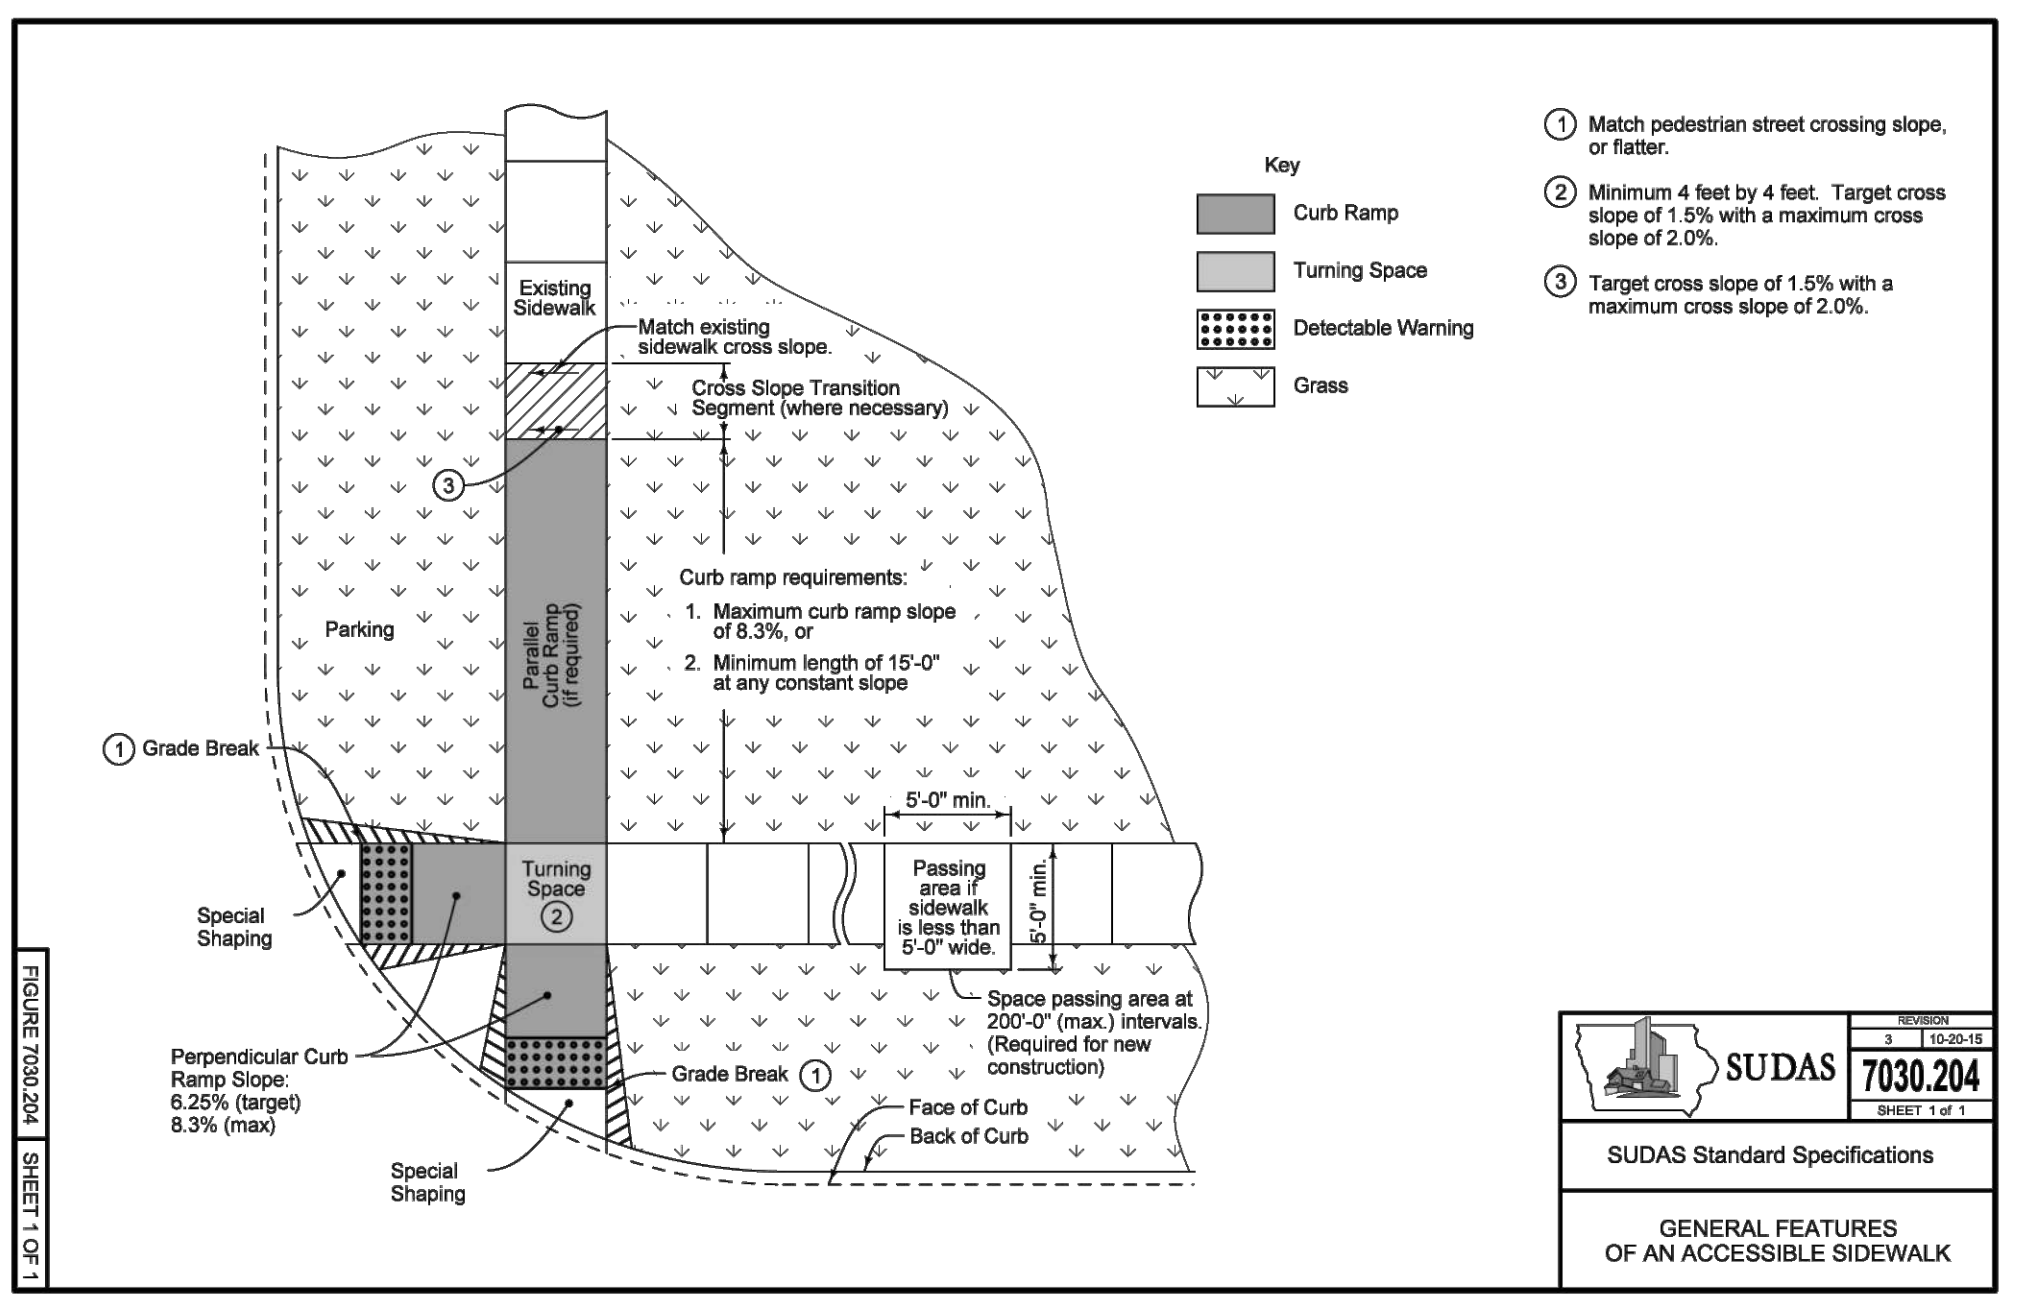 Existing
Sidewalk
Match existing
sidewalk cross slope.
Cross Slope Transition
Segment (where necessary)
3
Curb ramp requirements:
1. Maximum curb ramp slope
of 8.3%, or
2. Minimum length of 15'-0"
at any constant slope
Parking
Parallel
Curb Ramp
(if required)
1 Grade Break
5'-0" min.
5'-0" min.
Turning
Space
2
Passing
area if
sidewalk
is less than
5'-0" wide.
Special
Shaping
Space passing area at
200'-0" (max.) intervals.
(Required for new
construction)
Perpendicular Curb
Ramp Slope:
6.25% (target)
8.3% (max)
Grade Break 1
Face of Curb
Back of Curb
Special
Shaping
Key
Curb Ramp
Turning Space
Detectable Warning
Grass
1 Match pedestrian street crossing slope,
or flatter.
2 Minimum 4 feet by 4 feet. Target cross
slope of 1.5% with a maximum cross
slope of 2.0%.
3 Target cross slope of 1.5% with a
maximum cross slope of 2.0%.
FIGURE 7030.204
SHEET 1 OF 1
SUDAS
REVISION
3 10-20-15
7030.204
SHEET 1 of 1
SUDAS Standard Specifications
GENERAL FEATURES
OF AN ACCESSIBLE SIDEWALK